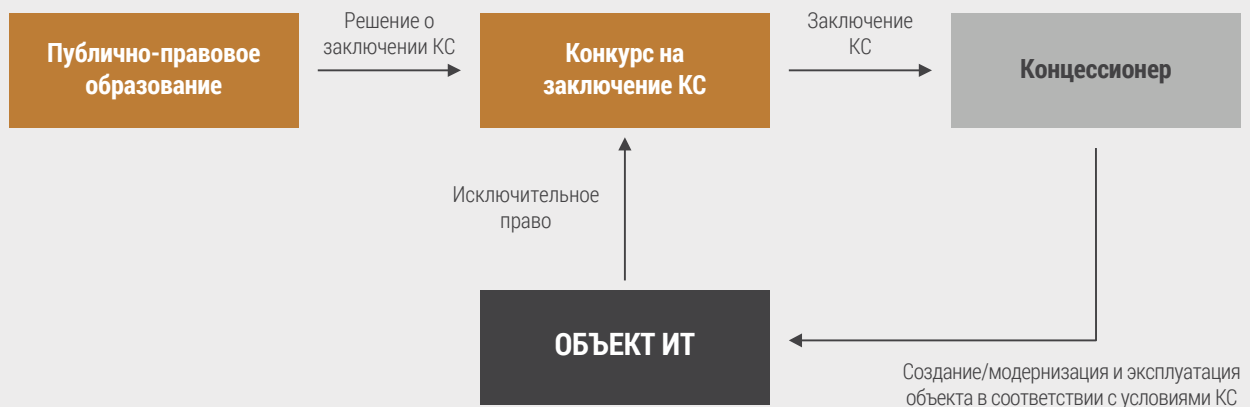 Публично-правовое
образование
Решение о
заключении КС
Конкурс на
заключение КС
Заключение
КС
Концессионер
Исключительное
право
ОБЪЕКТ ИТ
Создание/модернизация и эксплуатация
объекта в соответствии с условиями КС